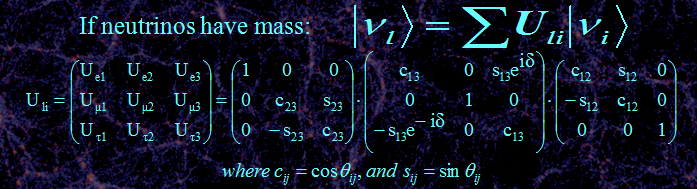 If neutrinos have mass: |ν_l⟩ = ∑ U_li |ν_i⟩
U_li = (U_e1 U_e2 U_e3) = (1 0 0) · (c_13 0 s_13 e^iδ) · (c_12 s_12 0)
(U_μ1 U_μ2 U_μ3) (0 c_23 s_23) (0 1 0) (−s_12 c_12 0)
(U_τ1 U_τ2 U_τ3) (0 −s_23 c_23) (−s_13 e^−iδ 0 c_13) (0 0 1)
where c_ij = cos θ_ij, and s_ij = sin θ_ij